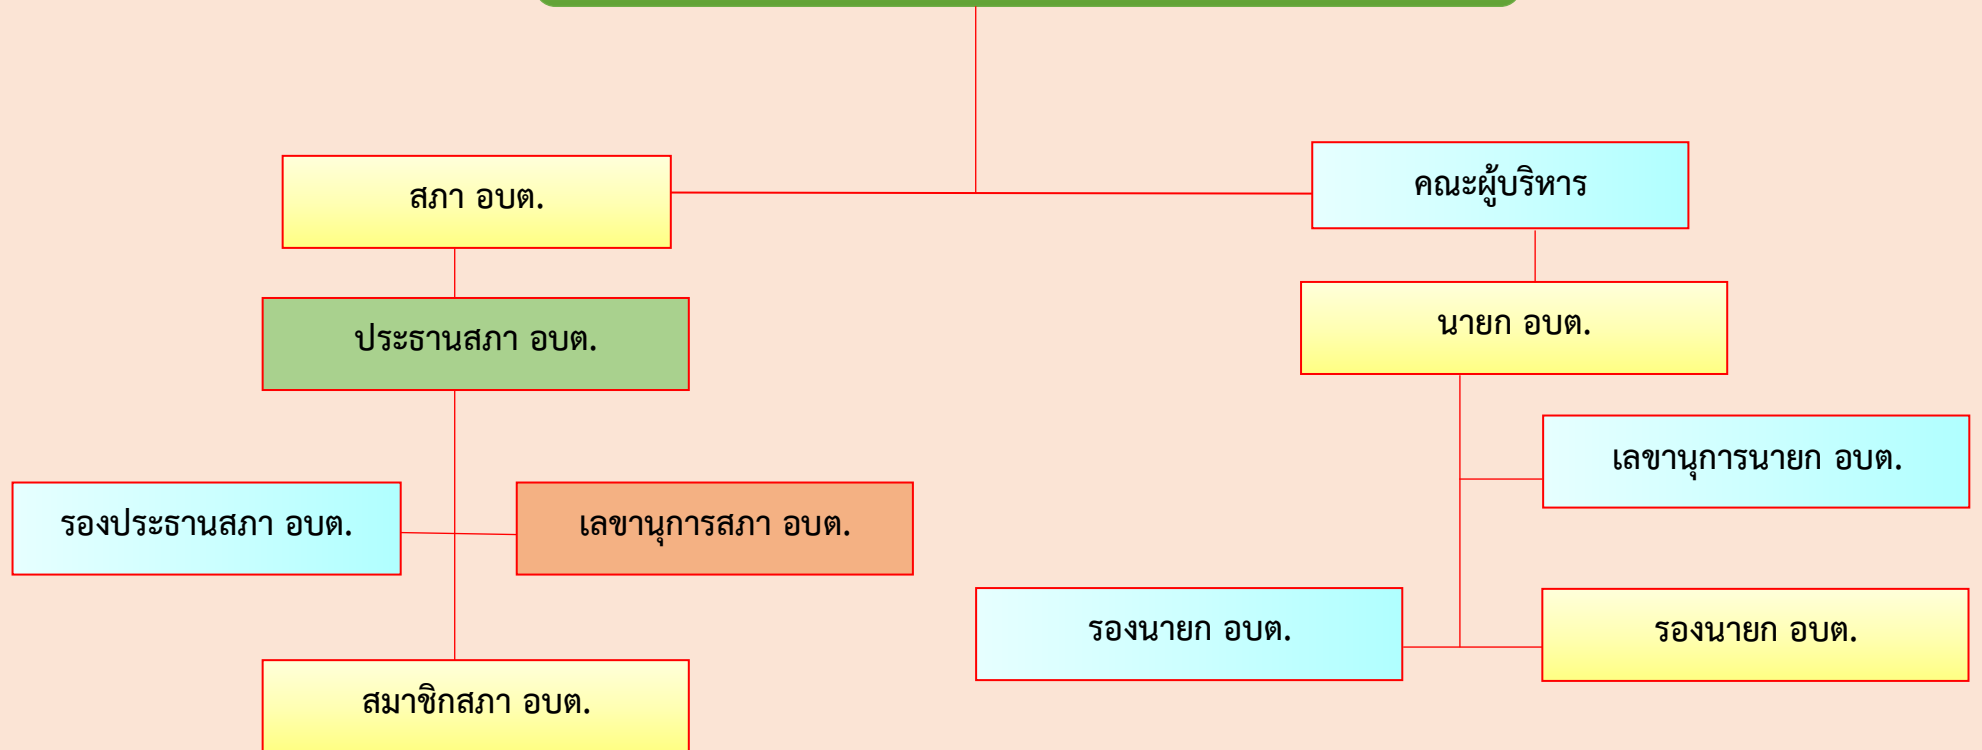 สภา อบต.
คณะผู้บริหาร
ประธานสภา อบต.
นายก อบต.
เลขานุการนายก อบต.
รองประธานสภา อบต.
เลขานุการสภา อบต.
รองนายก อบต.
รองนายก อบต.
สมาชิกสภา อบต.